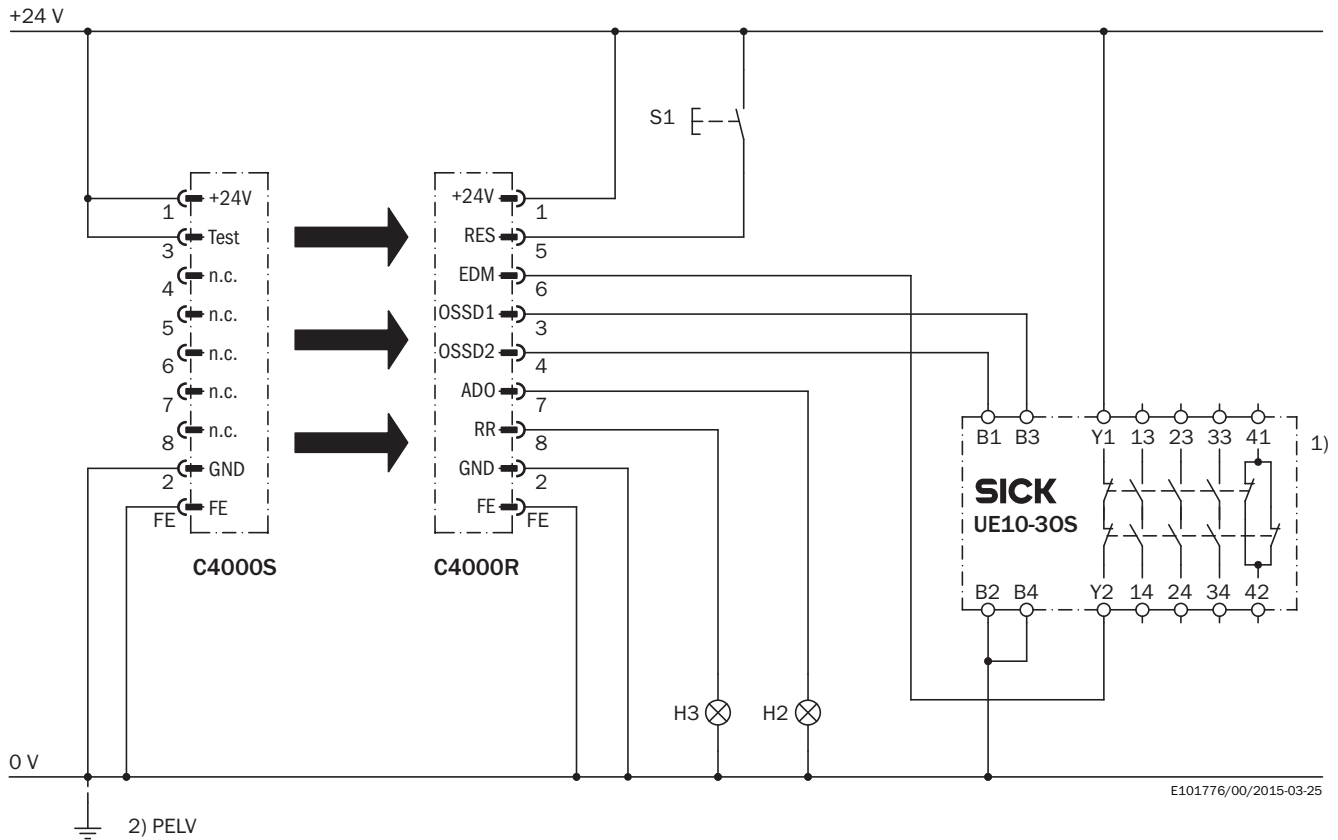 +24 V
S1
1 +24V
3 Test
4 n.c.
5 n.c.
6 n.c.
7 n.c.
8 n.c.
2 GND
FE FE
C4000S
+24V 1
RES 5
EDM 6
OSSD1 3
OSSD2 4
ADO 7
RR 8
GND 2
FE FE
C4000R
B1 B3 Y1 13 23 33 41
1)
SICK
UE10-30S
B2 B4 Y2 14 24 34 42
H3 H2
0 V
E101776/00/2015-03-25
2) PELV